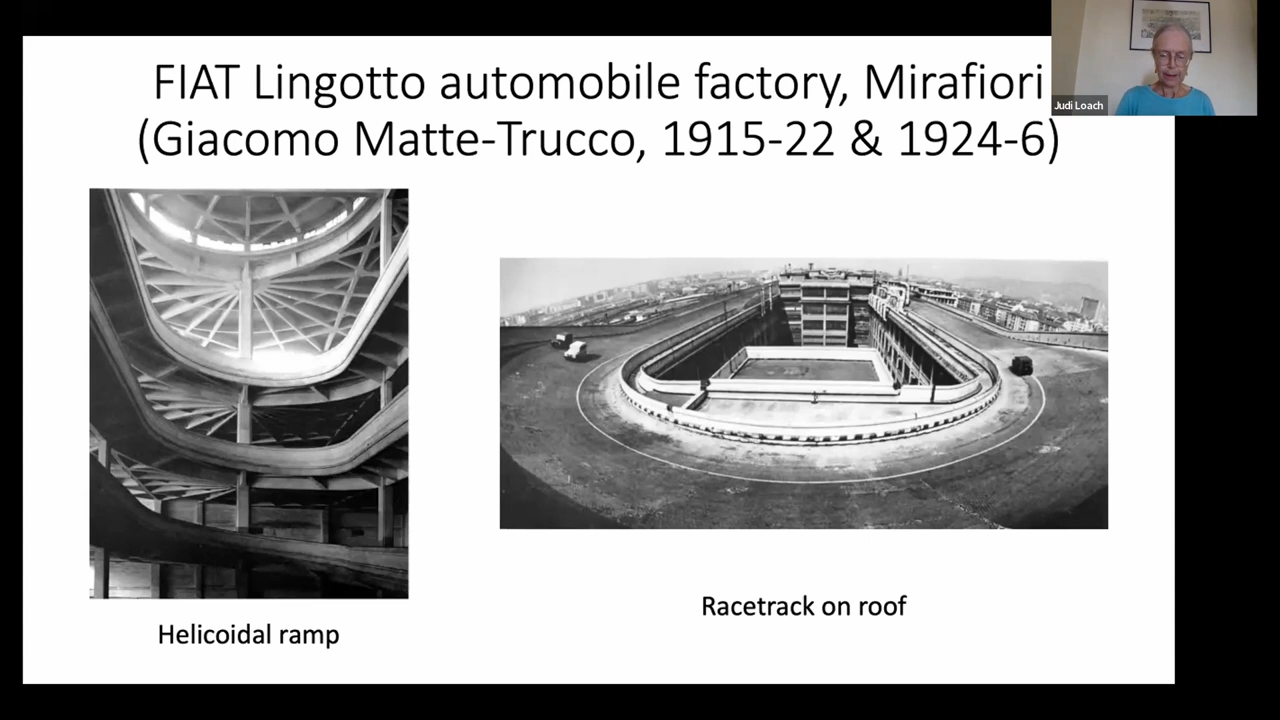 FIAT Lingotto automobile factory, Mirafiori
(Giacomo Matte-Trucco, 1915-22 & 1924-6)
Judi Loach
Helicoidal ramp
Racetrack on roof